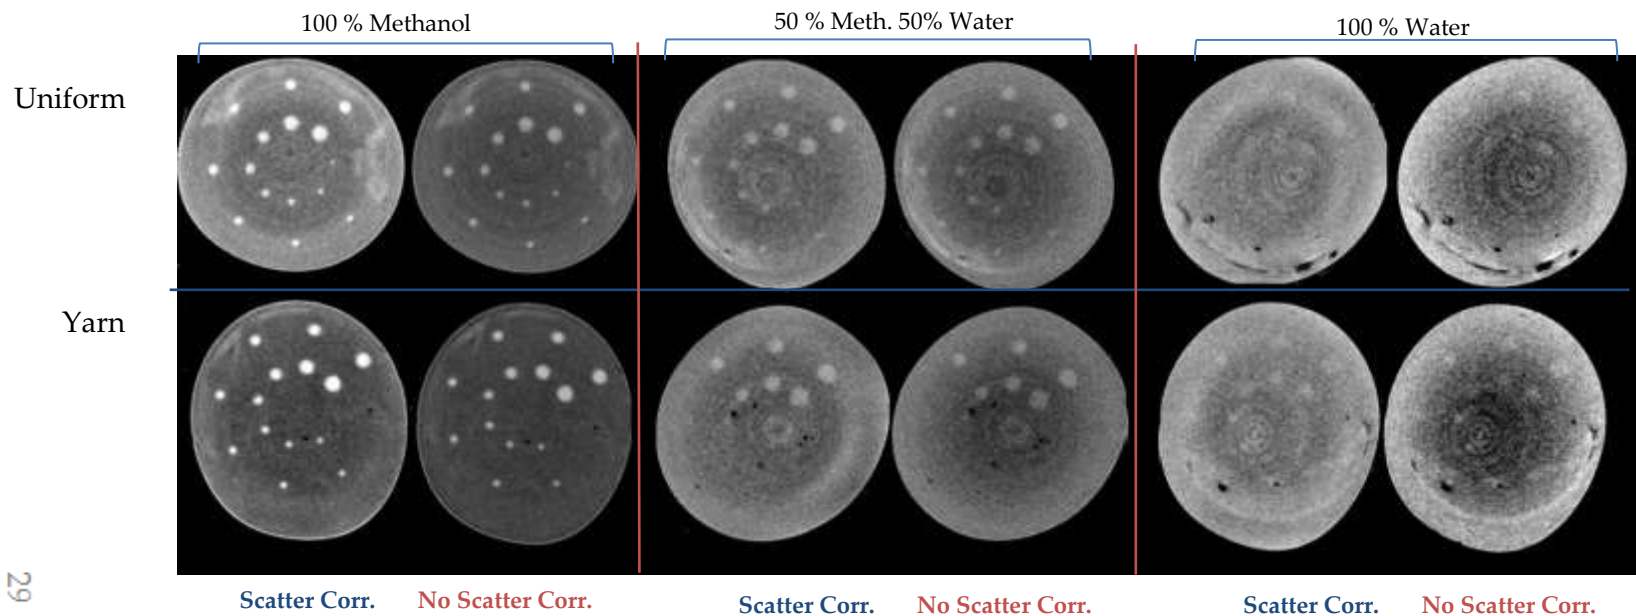 100 % Methanol
50 % Meth. 50% Water
100 % Water
Uniform
Yarn
Scatter Corr.
No Scatter Corr.
Scatter Corr.
No Scatter Corr.
Scatter Corr.
No Scatter Corr.
29